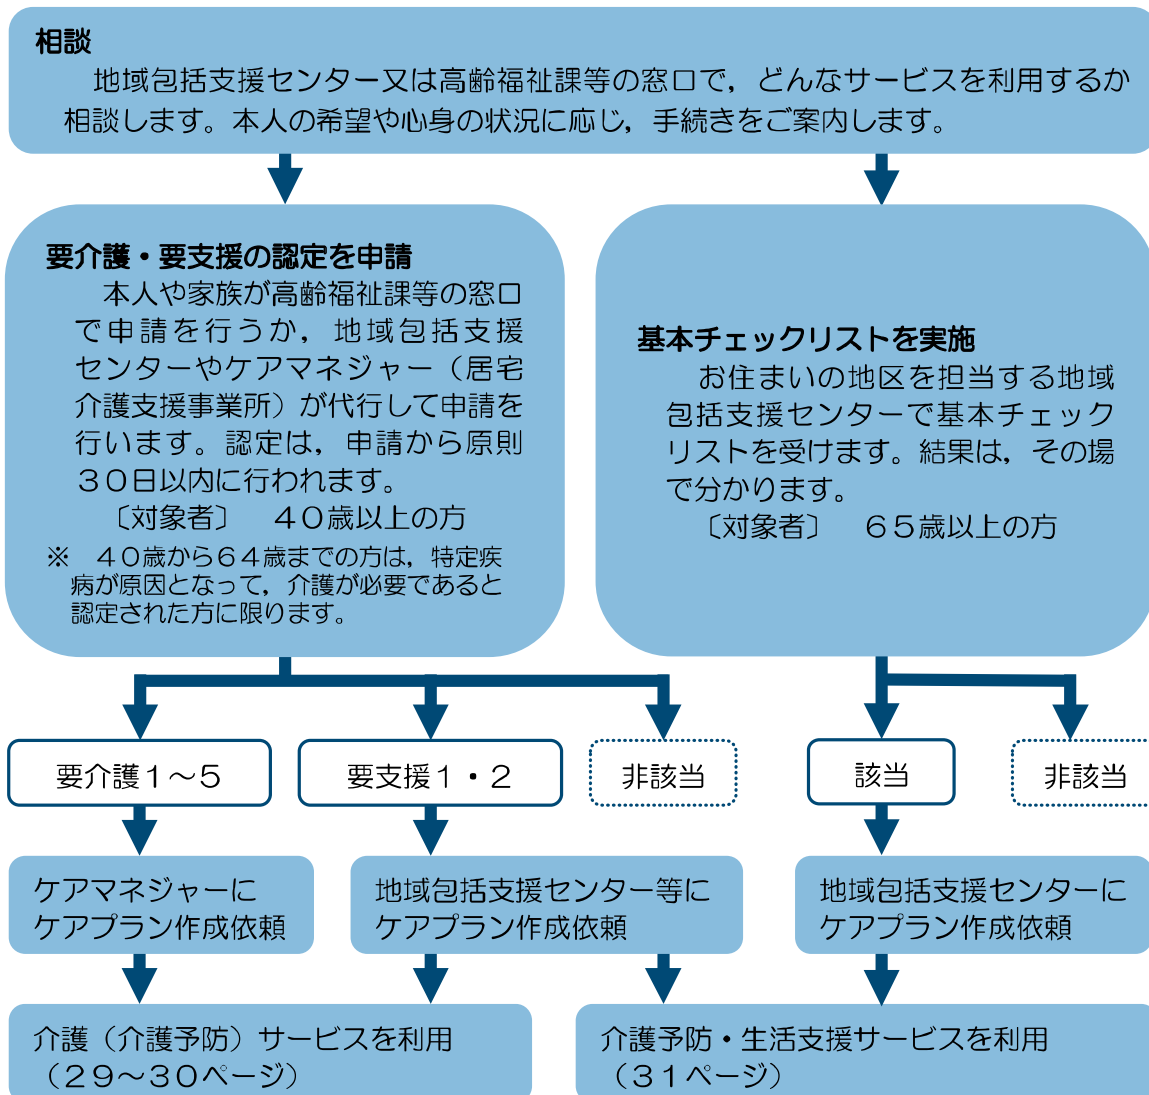 相談
地域包括支援センター又は高齢福祉課等の窓口で，どんなサービスを利用するか
相談します。本人の希望や心身の状況に応じ，手続きをご案内します。
要介護・要支援の認定を申請
本人や家族が高齢福祉課等の窓口
で申請を行うか，地域包括支援
センターやケアマネジャー（居宅
介護支援事業所）が代行して申請を
行います。認定は，申請から原則
３０日以内に行われます。
〔対象者〕　４０歳以上の方
※　４０歳から６４歳までの方は，特定疾
病が原因となって，介護が必要であると
認定された方に限ります。
基本チェックリストを実施
お住まいの地区を担当する地域
包括支援センターで基本チェック
リストを受けます。結果は，その場
で分かります。
〔対象者〕　６５歳以上の方
要介護１～５
要支援１・２
非該当
該当
非該当
ケアマネジャーに
ケアプラン作成依頼
地域包括支援センター等に
ケアプラン作成依頼
地域包括支援センターに
ケアプラン作成依頼
介護（介護予防）サービスを利用
（２９～３０ページ）
介護予防・生活支援サービスを利用
（３１ページ）